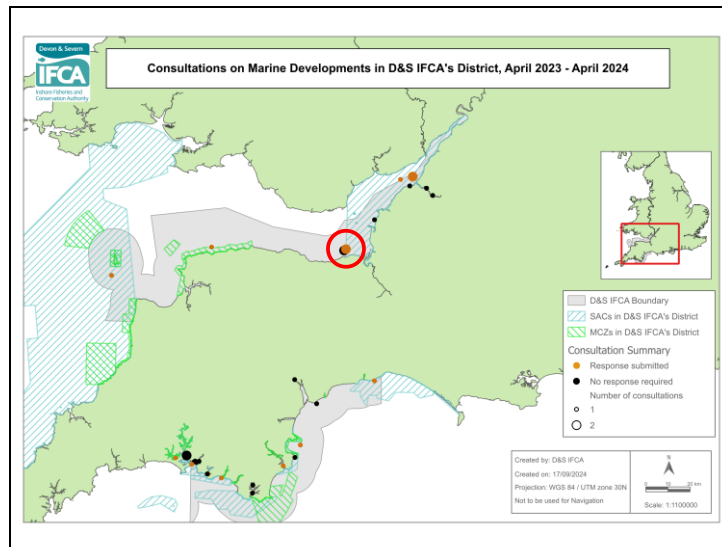 Devon & Severn
IFCA
Inshore Fisheries and
Conservation Authority
Consultations on Marine Developments in D&S IFCA's District, April 2023 - April 2024
D&S IFCA Boundary
SACs in D&S IFCA's District
MCZs in D&S IFCA's District
Consultation Summary
Response submitted
No response required
Number of consultations
1
2
Created by: D&S IFCA
Created on: 17/09/2024
Projection: WGS 84 / UTM zone 30N
Not to be used for Navigation
N
0 10 20 km
Scale: 1:1100000